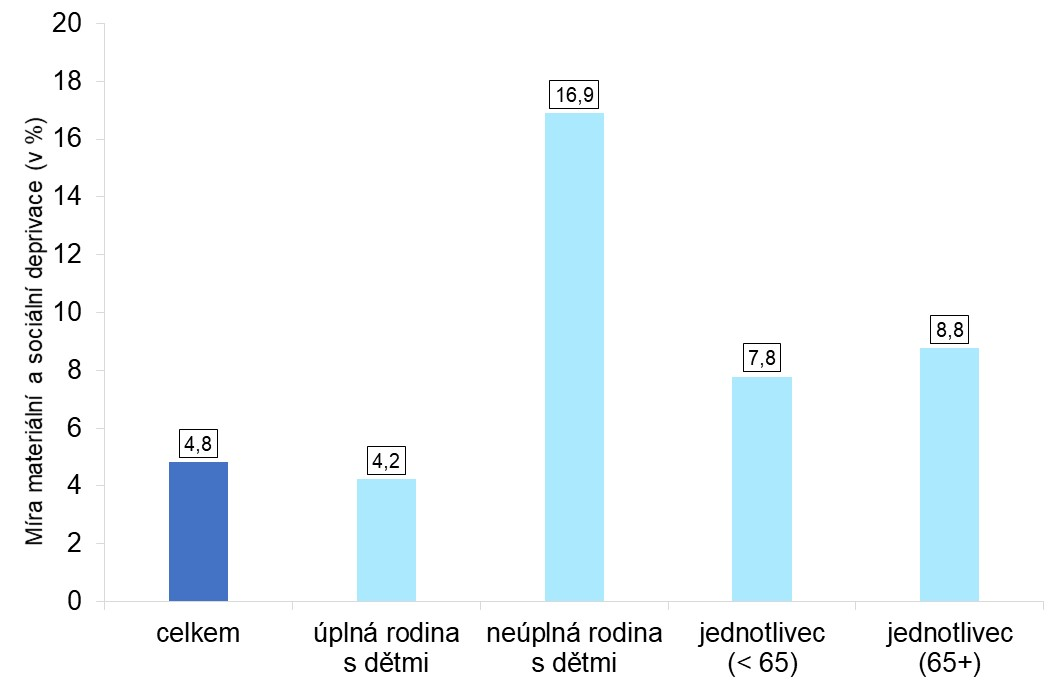 Míra materiální a sociální deprivace (v %)
20
18
16
14
12
10
8
6
4
2
0
4,8
4,2
16,9
7,8
8,8
celkem
úplná rodina
s dětmi
neúplná rodina
s dětmi
jednotlivec
(< 65)
jednotlivec
(65+)